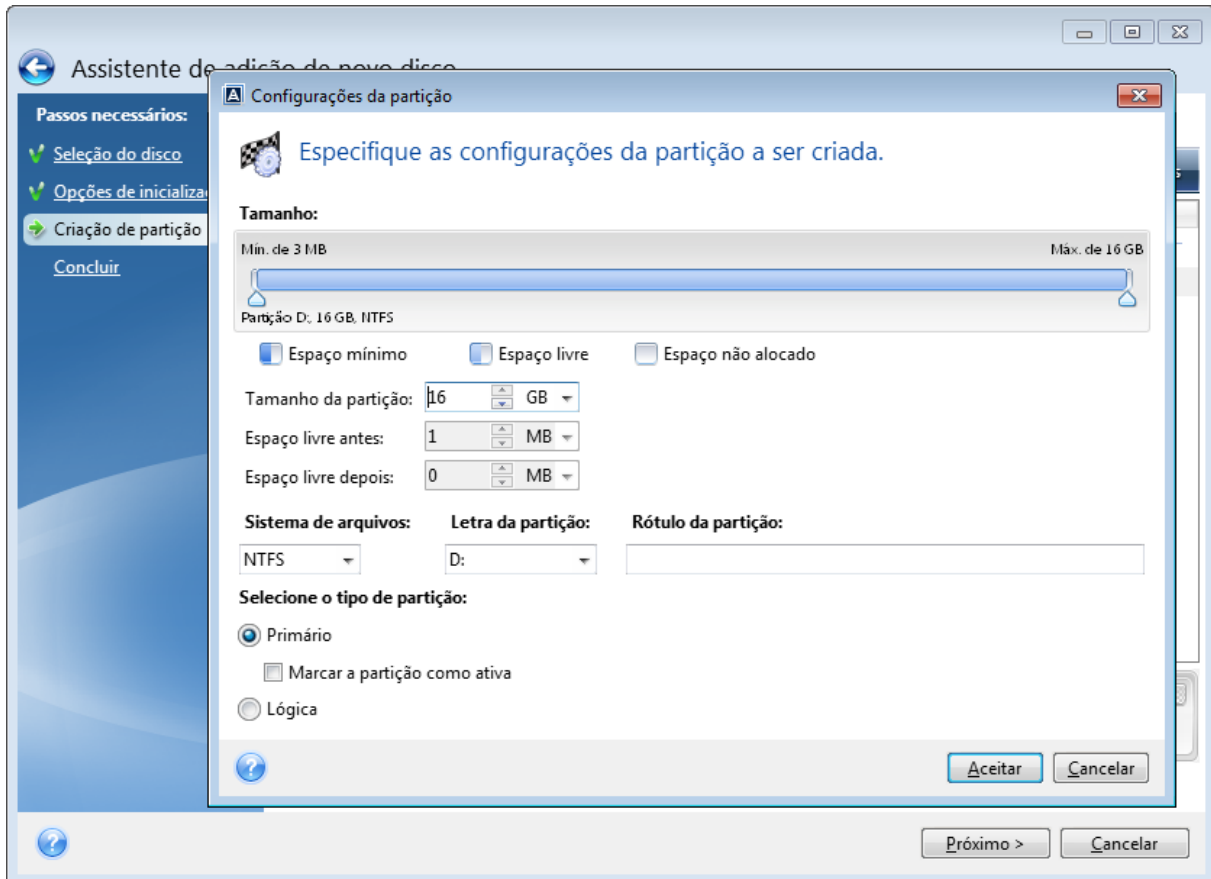 Assistente de adição de novo disco
Configurações da partição
Passos necessários:
Seleção do disco
Opções de
Criação de partição
Concluir
Especifique as configurações da partição a ser criada.
Tamanho:
Mín. de 3 MB Máx. de 16 GB
Partição D:, 16 GB, NTFS
Espaço mínimo Espaço livre Espaço não alocado
Tamanho da partição: 16 GB
Espaço livre antes: 1 MB
Espaço livre depois: 0 MB
Sistema de arquivos: Letra da partição: Rótulo da partição:
NTFS D:
Selecione o tipo de partição:
Primário
Marcar a partição como ativa
Lógica
Aceitar Cancelar
Próximo > Cancelar